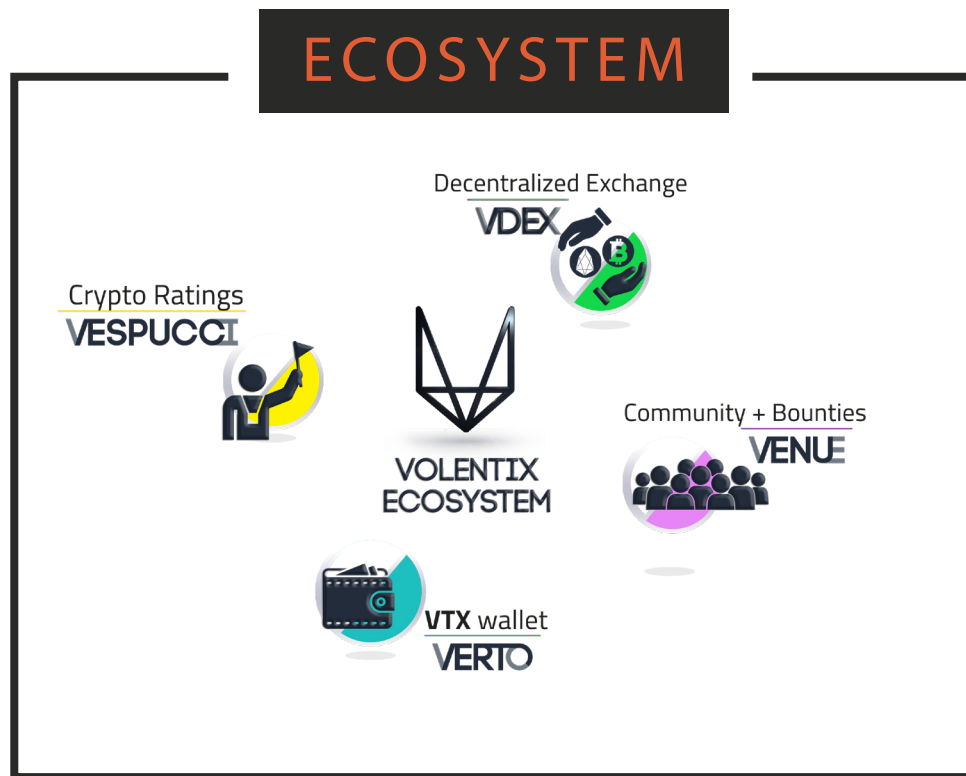 ECOSYSTEM
Decentralized Exchange
VDEX
Crypto Ratings
VESPUCCI
Community + Bounties
VENUE
VOLENTIX
ECOSYSTEM
VTX wallet
VERTO